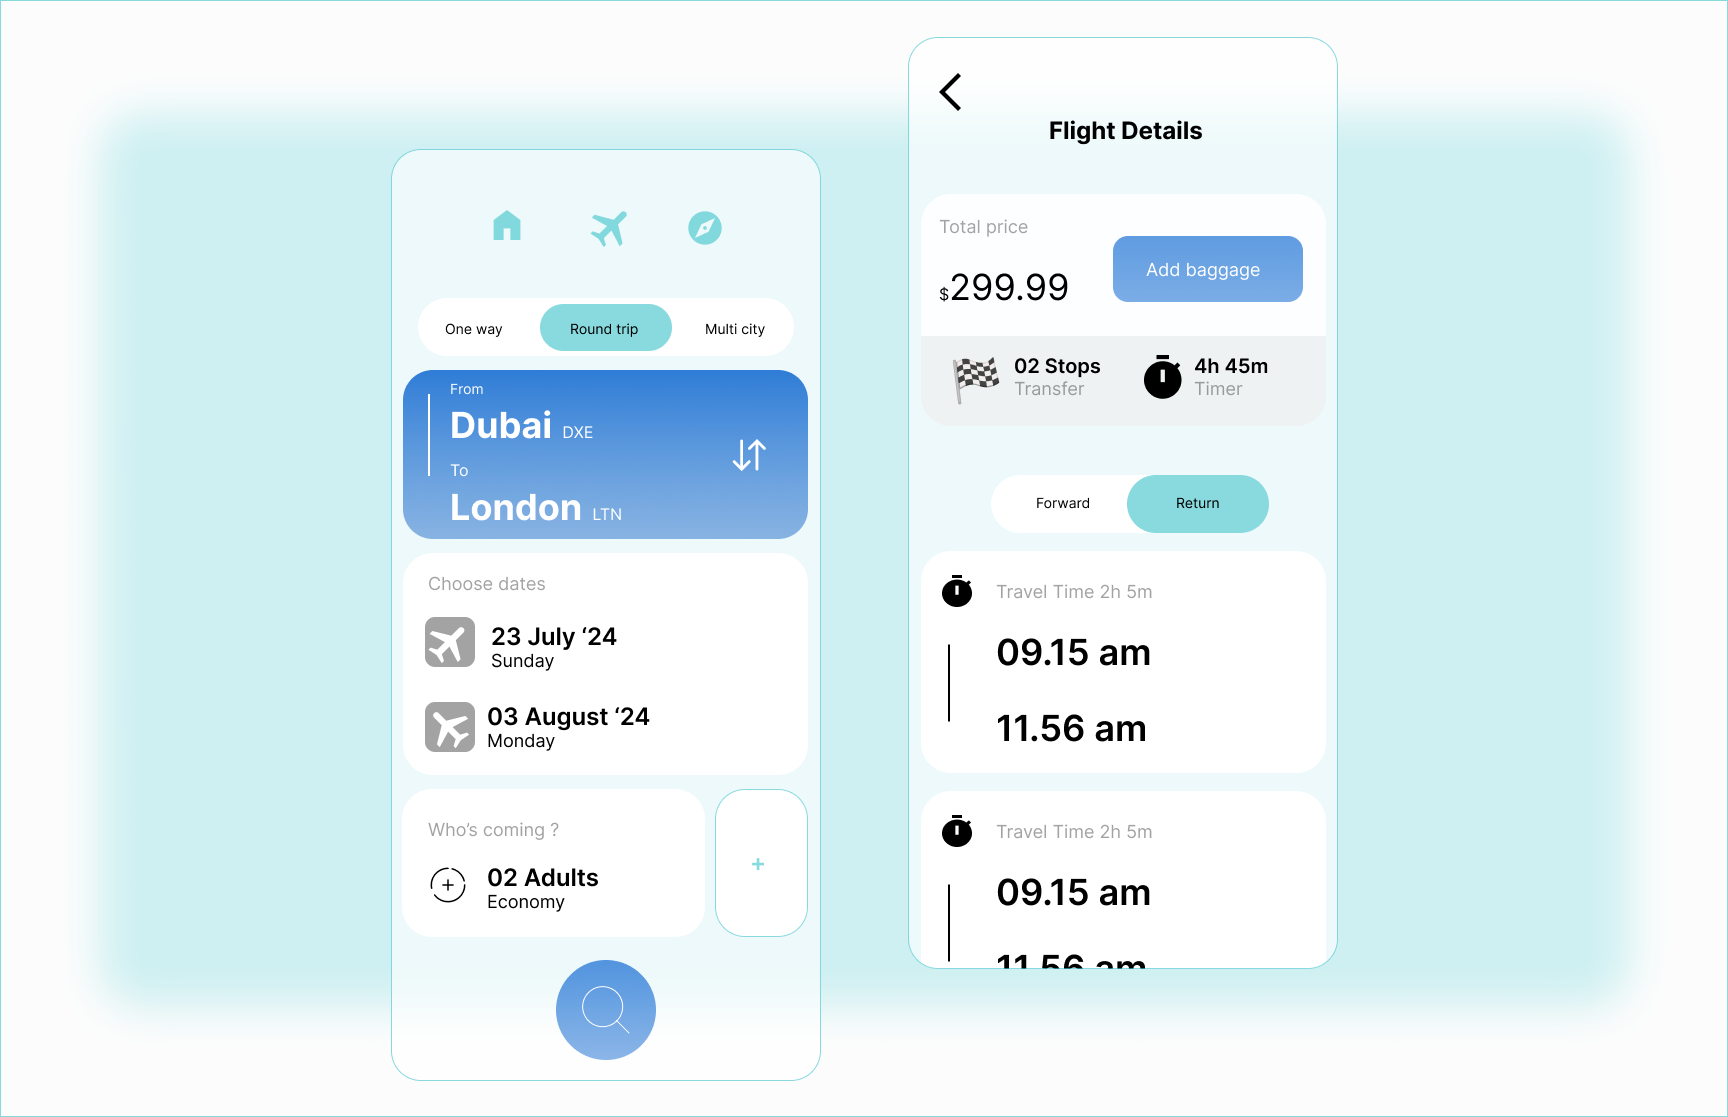 One way
Round trip
Multi city
From
Dubai DXE
To
London LTN
Choose dates
23 July ‘24
Sunday
03 August ‘24
Monday
Who’s coming ?
02 Adults
Economy
+
Flight Details
Total price
$299.99
Add baggage
02 Stops
Transfer
4h 45m
Timer
Forward
Return
Travel Time 2h 5m
09.15 am
11.56 am
Travel Time 2h 5m
09.15 am
11.56 am